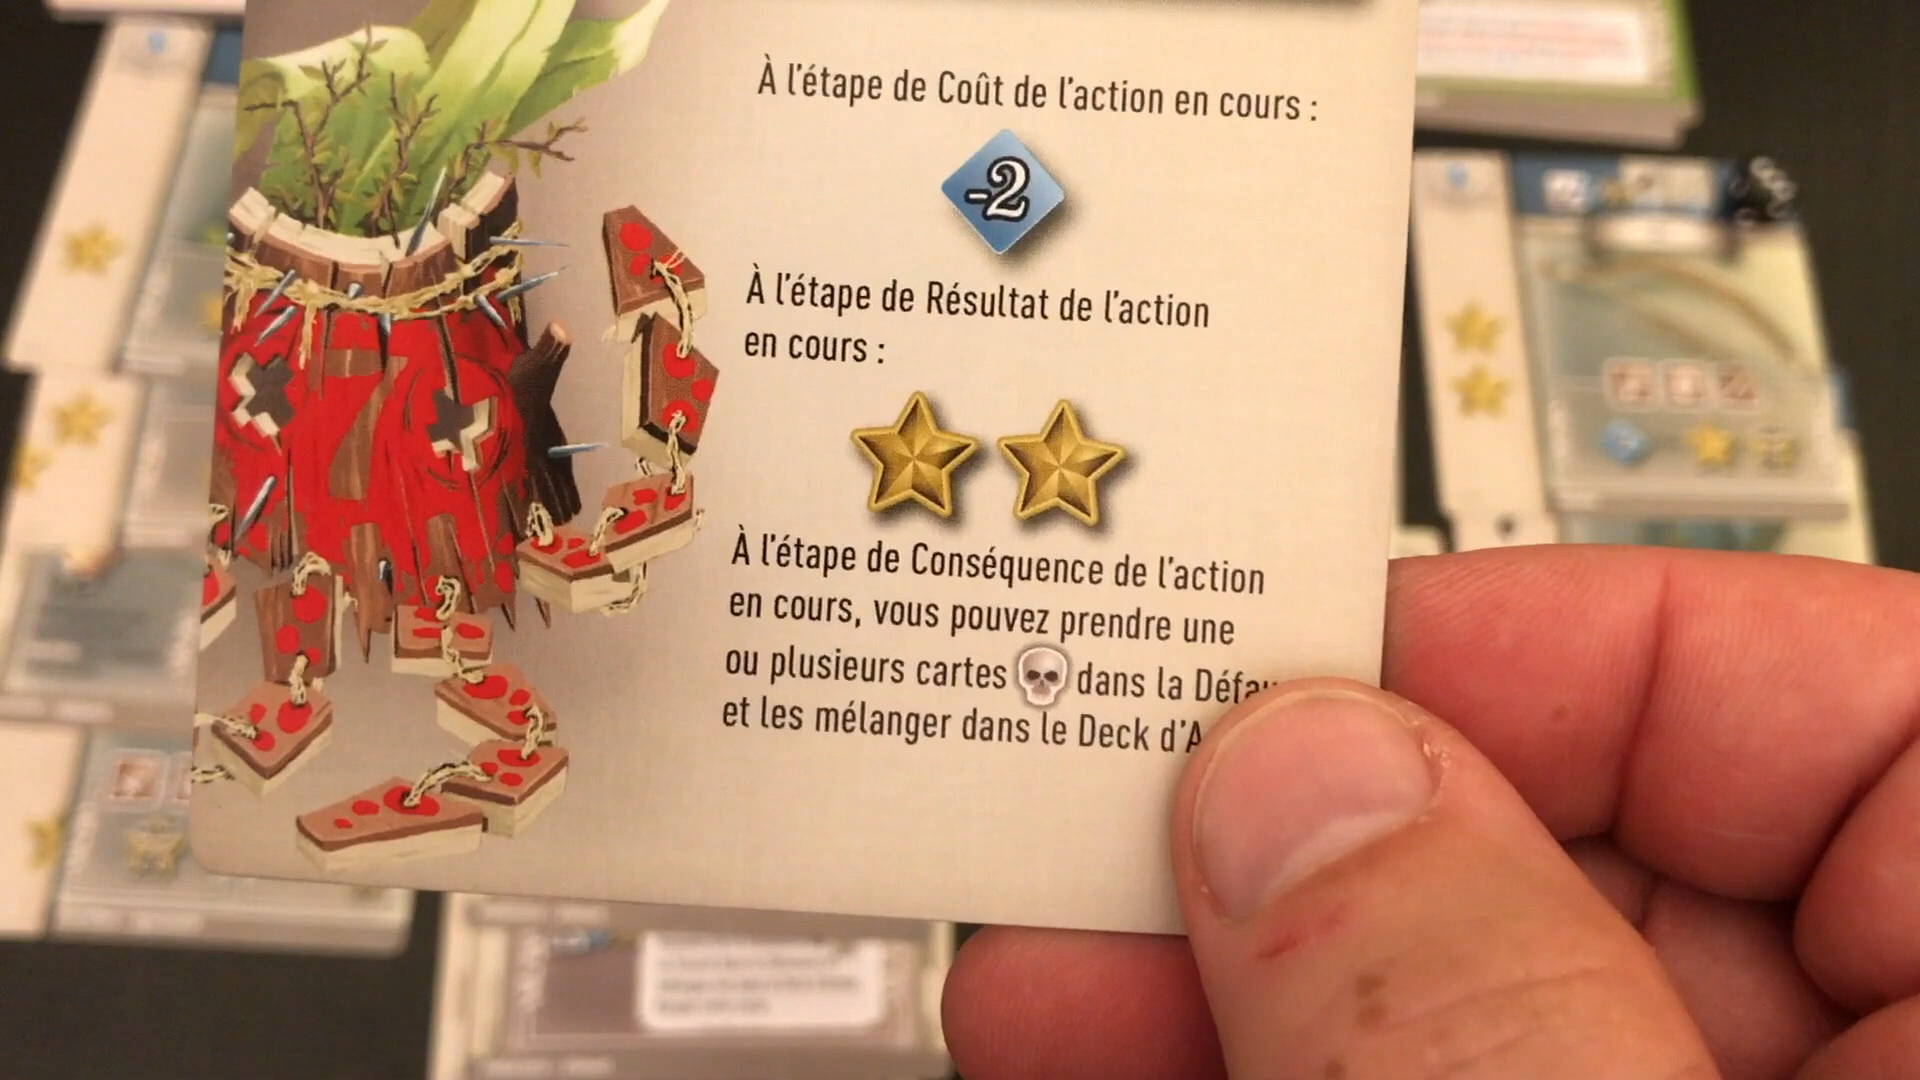 À l'étape de Coût de l'action en cours :
-2
À l'étape de Résultat de l'action
en cours :
À l'étape de Conséquence de l'action
en cours, vous pouvez prendre une
ou plusieurs cartes dans la
et les mélanger dans le Deck